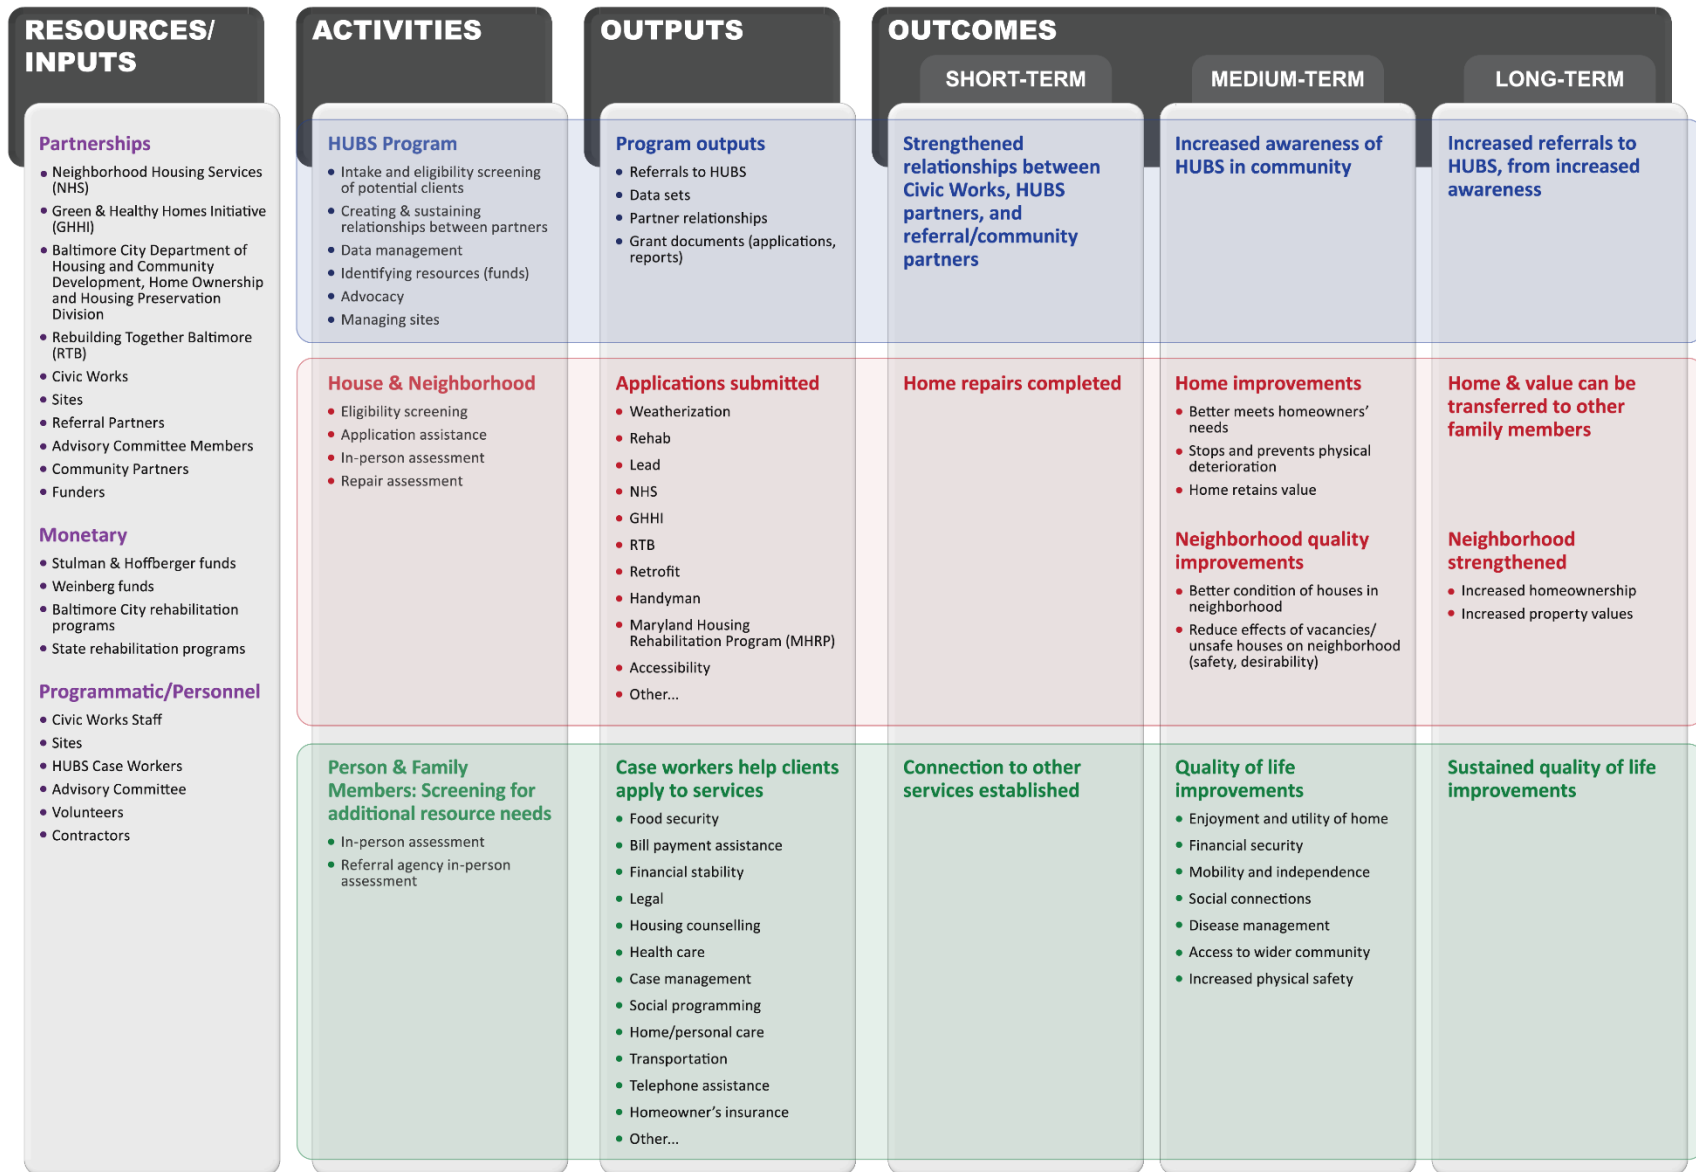 RESOURCES/
INPUTS
Partnerships
• Neighborhood Housing Services
(NHS)
• Green & Healthy Homes Initiative
(GHHI)
• Baltimore City Department of
Housing and Community
Development, Home Ownership
and Housing Preservation
Division
• Rebuilding Together Baltimore
(RTB)
• Civic Works
• Sites
• Referral Partners
• Advisory Committee Members
• Community Partners
• Funders
Monetary
• Stulman & Hoffberger funds
• Weinberg funds
• Baltimore City rehabilitation
programs
• State rehabilitation programs
Programmatic/Personnel
• Civic Works Staff
• Sites
• HUBS Case Workers
• Advisory Committee
• Volunteers
• Contractors
ACTIVITIES
HUBS Program
• Intake and eligibility screening
of potential clients
• Creating & sustaining
relationships between partners
• Data management
• Identifying resources (funds)
• Advocacy
• Managing sites
House & Neighborhood
• Eligibility screening
• Application assistance
• In-person assessment
• Repair assessment
Person & Family
Members: Screening for
additional resource needs
• In-person assessment
• Referral agency in-person
assessment
OUTPUTS
Program outputs
• Referrals to HUBS
• Data sets
• Partner relationships
• Grant documents (applications,
reports)
Applications submitted
• Weatherization
• Rehab
• Lead
• NHS
• GHHI
• RTB
• Retrofit
• Handyman
• Maryland Housing
Rehabilitation Program (MHRP)
• Accessibility
• Other...
Case workers help clients
apply to services
• Food security
• Bill payment assistance
• Financial stability
• Legal
• Housing counselling
• Health care
• Case management
• Social programming
• Home/personal care
• Transportation
• Telephone assistance
• Homeowner's insurance
• Other...
OUTCOMES
SHORT-TERM
Strengthened
relationships between
Civic Works, HUBS
partners, and
referral/community
partners
Home repairs completed
Connection to other
services established
MEDIUM-TERM
Increased awareness of
HUBS in community
Home improvements
• Better meets homeowners'
needs
• Stops and prevents physical
deterioration
• Home retains value
Neighborhood quality
improvements
• Better condition of houses in
neighborhood
• Reduce effects of vacancies/
unsafe houses on neighborhood
(safety, desirability)
Quality of life
improvements
• Enjoyment and utility of home
• Financial security
• Mobility and independence
• Social connections
• Disease management
• Access to wider community
• Increased physical safety
LONG-TERM
Increased referrals to
HUBS, from increased
awareness
Home & value can be
transferred to other
family members
Neighborhood
strengthened
• Increased homeownership
• Increased property values
Sustained quality of life
improvements